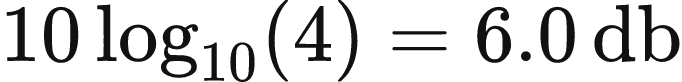 10 log₁₀(4) = 6.0 db